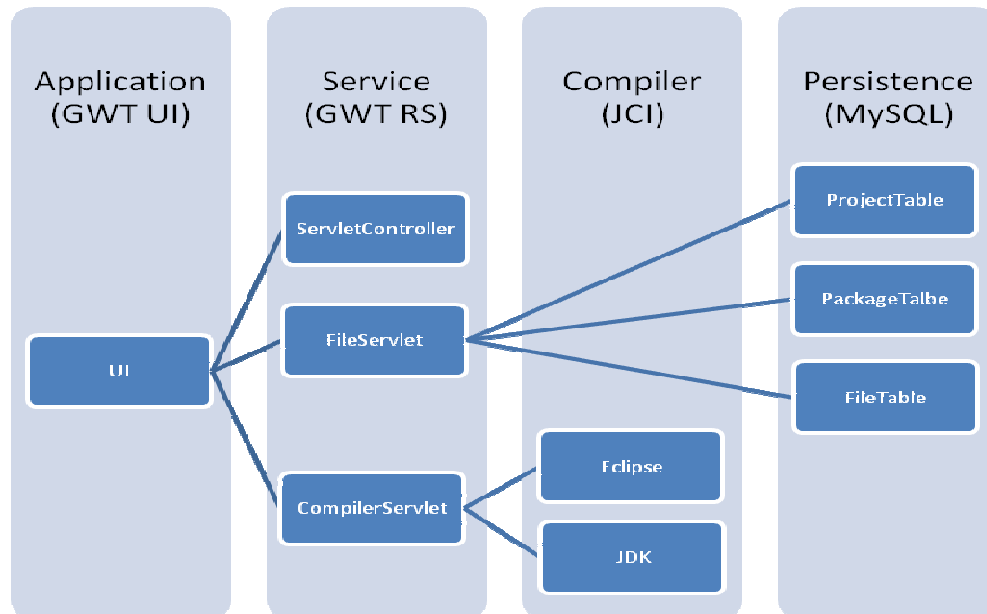 Application
(GWT UI)
Service
(GWT RS)
Compiler
(JCI)
Persistence
(MySQL)
ProjectTable
ServletController
PackageTalbe
FileServlet
UI
FileTable
Eclipse
CompilerServlet
JDK